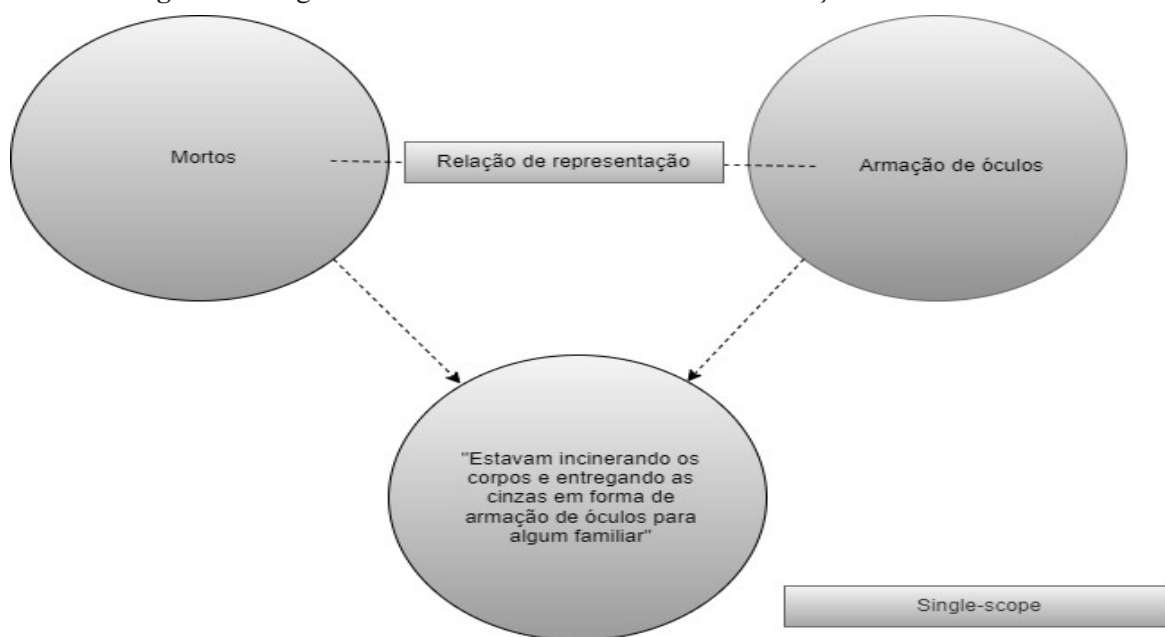 Mortos
Relação de representação
Armação de óculos
"Estavam incinerando os
corpos e entregando as
cinzas em forma de
armação de óculos para
algum familiar"
Single-scope